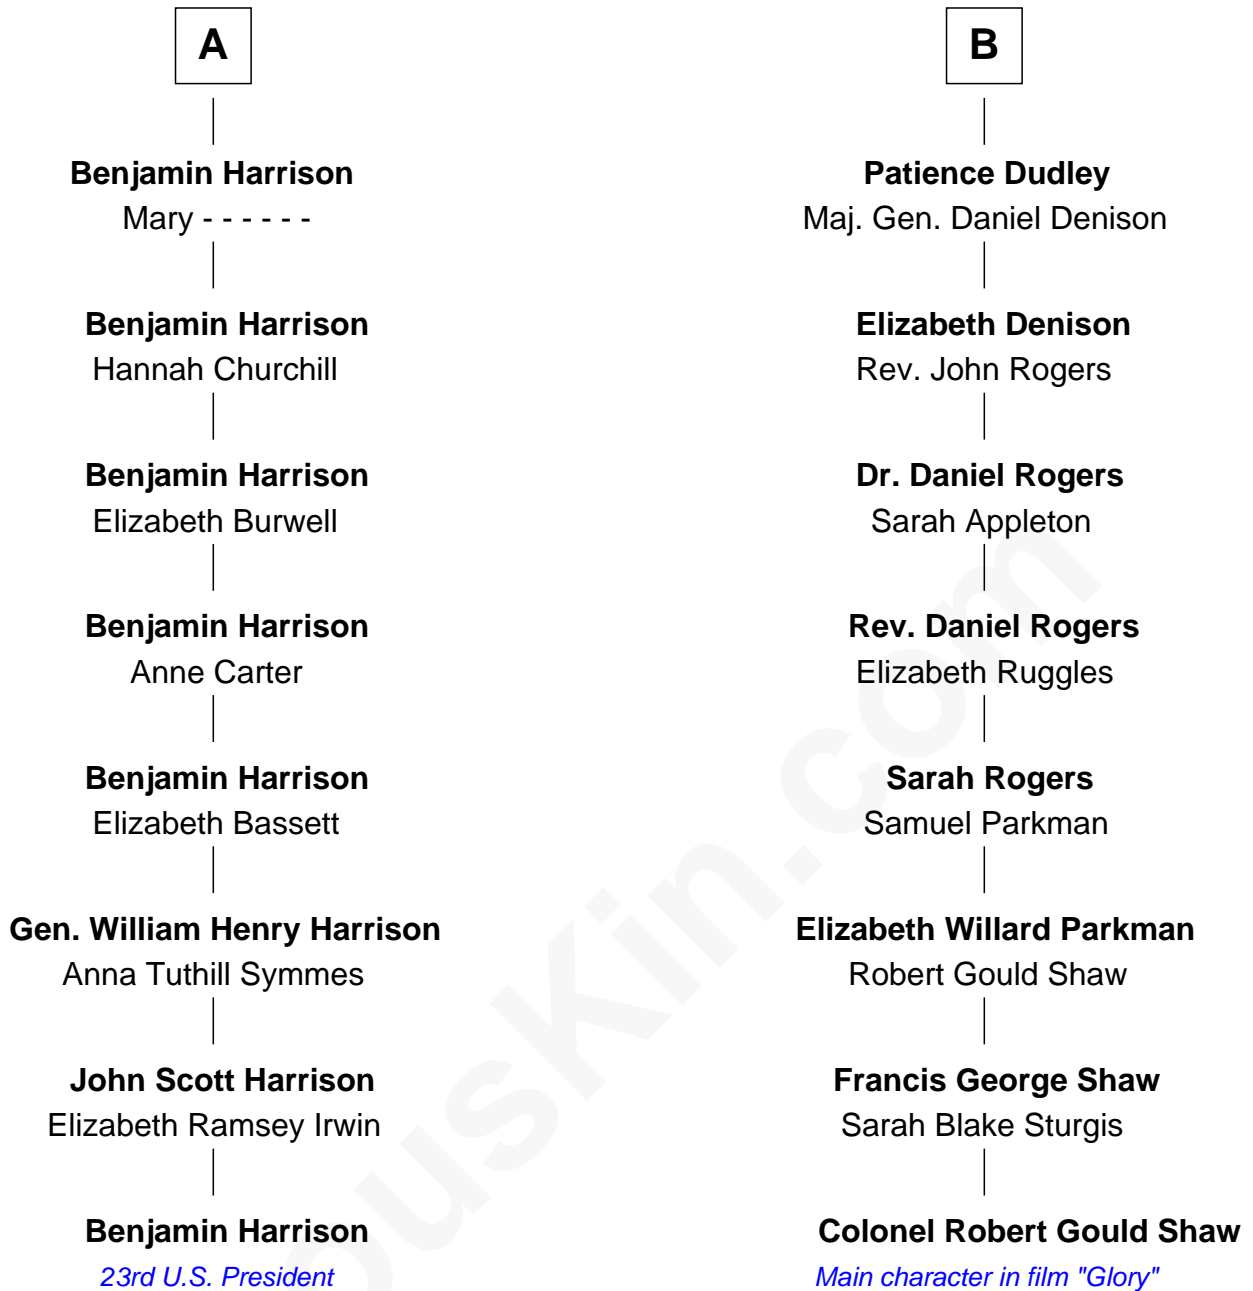 A
Benjamin Harrison
Mary - - - - - -
Benjamin Harrison
Hannah Churchill
Benjamin Harrison
Elizabeth Burwell
Benjamin Harrison
Anne Carter
Benjamin Harrison
Elizabeth Bassett
Gen. William Henry Harrison
Anna Tuthill Symmes
John Scott Harrison
Elizabeth Ramsey Irwin
Benjamin Harrison
23rd U.S. President
B
Patience Dudley
Maj. Gen. Daniel Denison
Elizabeth Denison
Rev. John Rogers
Dr. Daniel Rogers
Sarah Appleton
Rev. Daniel Rogers
Elizabeth Ruggles
Sarah Rogers
Samuel Parkman
Elizabeth Willard Parkman
Robert Gould Shaw
Francis George Shaw
Sarah Blake Sturgis
Colonel Robert Gould Shaw
Main character in film "Glory"
ousKin.com